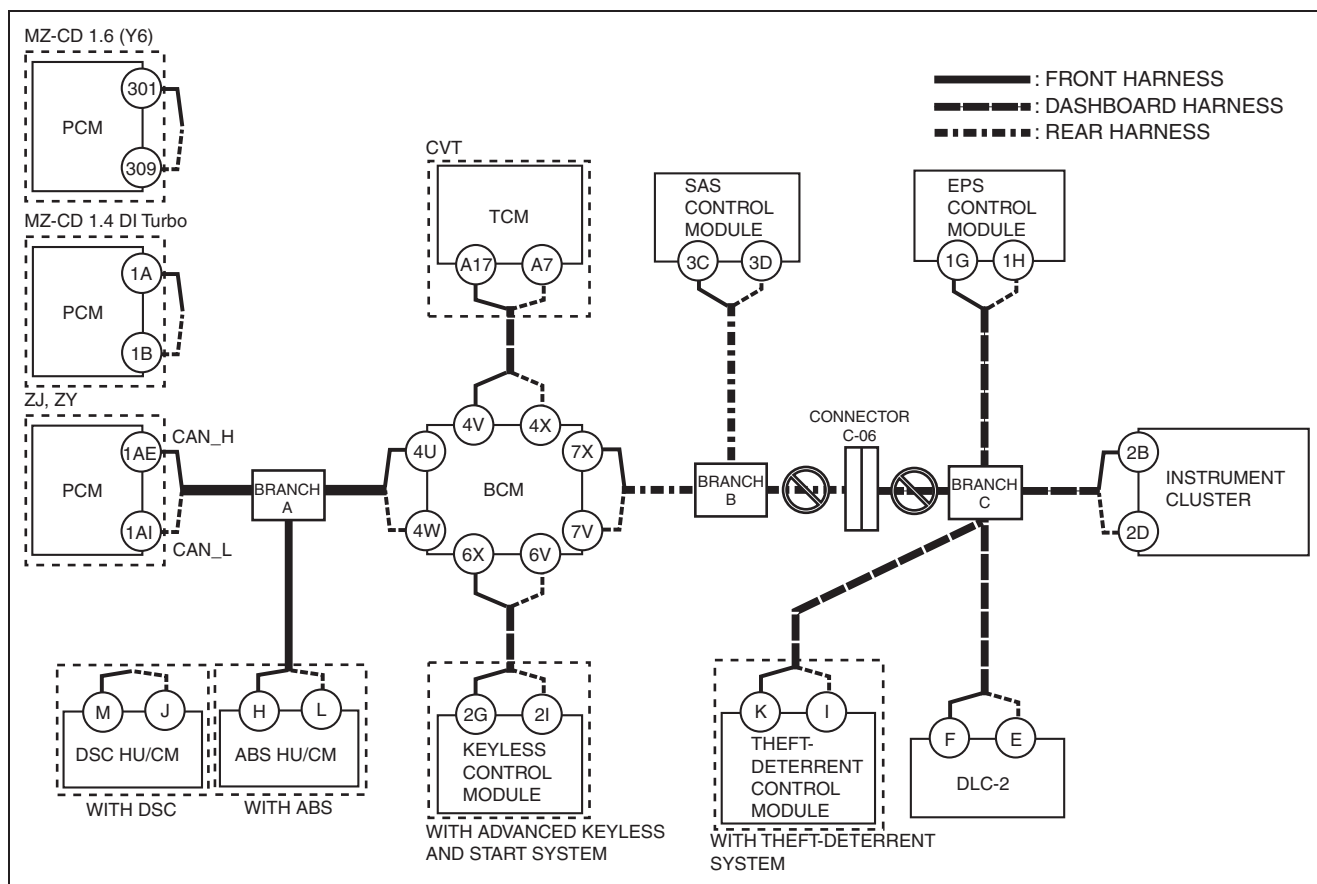 MZ-CD 1.6 (Y6)
PCM
301
309
MZ-CD 1.4 DI Turbo
PCM
1A
1B
ZJ, ZY
PCM
1AE
1AI
CAN_H
CAN_L
BRANCH
A
: FRONT HARNESS
: DASHBOARD HARNESS
: REAR HARNESS
CVT
TCM
A17
A7
SAS
CONTROL
MODULE
3C
3D
EPS
CONTROL
MODULE
1G
1H
4V
4X
4U
7X
BCM
4W
7V
6X
6V
BRANCH
B
CONNECTOR
C-06
BRANCH
C
2B
2D
INSTRUMENT
CLUSTER
M
J
DSC HU/CM
WITH DSC
H
L
ABS HU/CM
WITH ABS
2G
2I
KEYLESS
CONTROL
MODULE
WITH ADVANCED KEYLESS
AND START SYSTEM
K
I
THEFT-
DETERRENT
CONTROL
MODULE
WITH THEFT-DETERRENT
SYSTEM
F
E
DLC-2